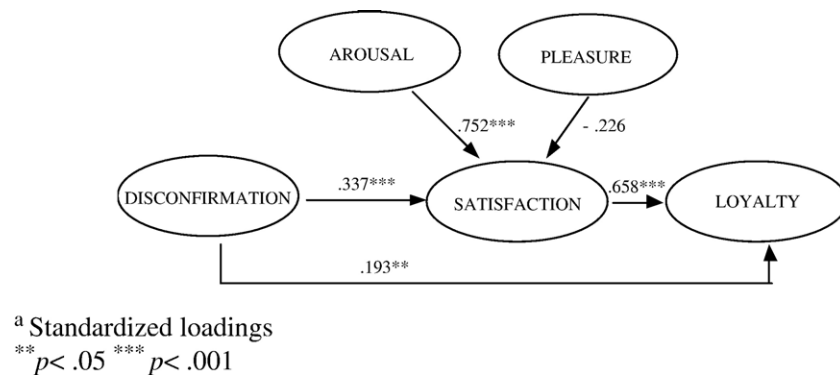 AROUSAL
PLEASURE
.752***
- .226
DISCONFIRMATION
.337***
SATISFACTION
.658***
LOYALTY
.193**
a Standardized loadings
**p< .05 *** p< .001